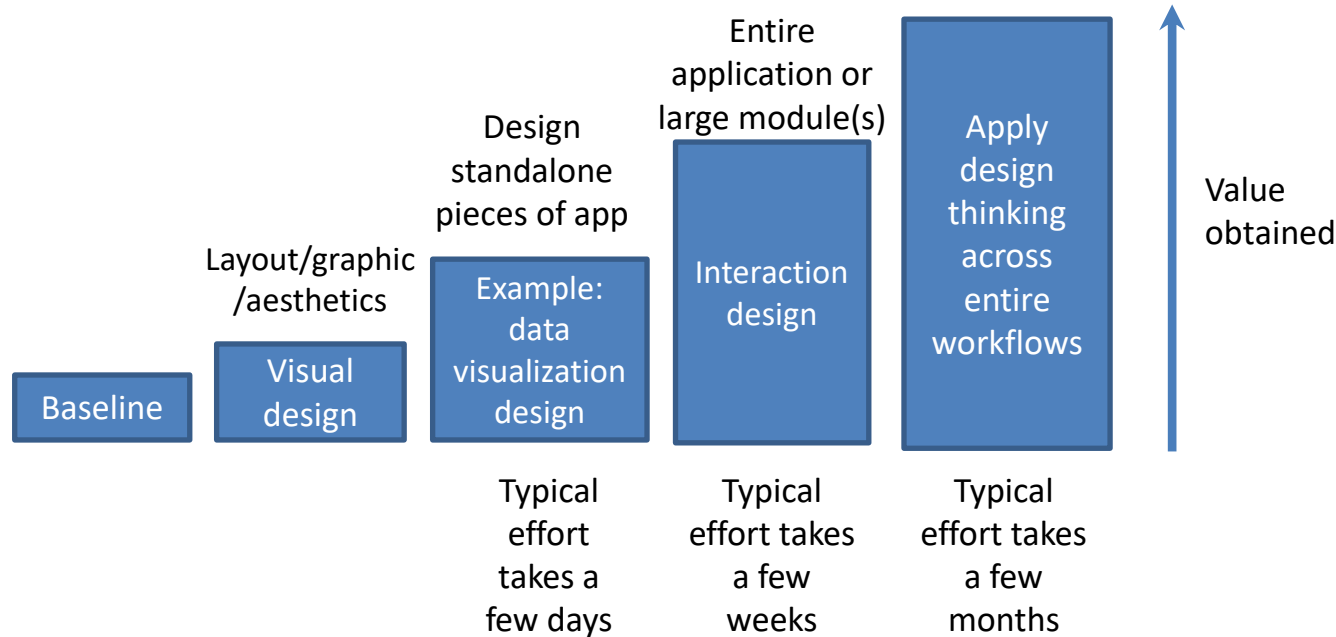 Baseline
Layout/graphic
/aesthetics
Visual
design
Design
standalone
pieces of app
Example:
data
visualization
design
Typical
effort
takes a
few days
Entire
application or
large module(s)
Interaction
design
Typical
effort takes
a few
weeks
Apply
design
thinking
across
entire
workflows
Typical
effort takes
a few
months
Value
obtained